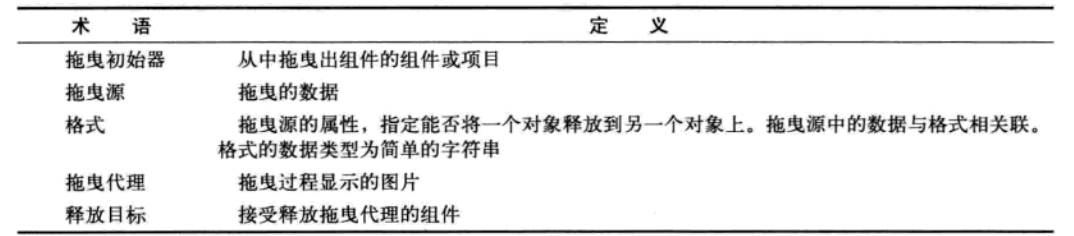 术 语 定 义
拖曳初始器 从中拖曳出组件的组件或项目
拖曳源 拖曳的数据
格式 拖曳源的属性，指定能否将一个对象释放到另一个对象上。拖曳源中的数据与格式相关联。
格式的数据类型为简单的字符串
拖曳代理 拖曳过程显示的图片
释放目标 接受释放拖曳代理的组件